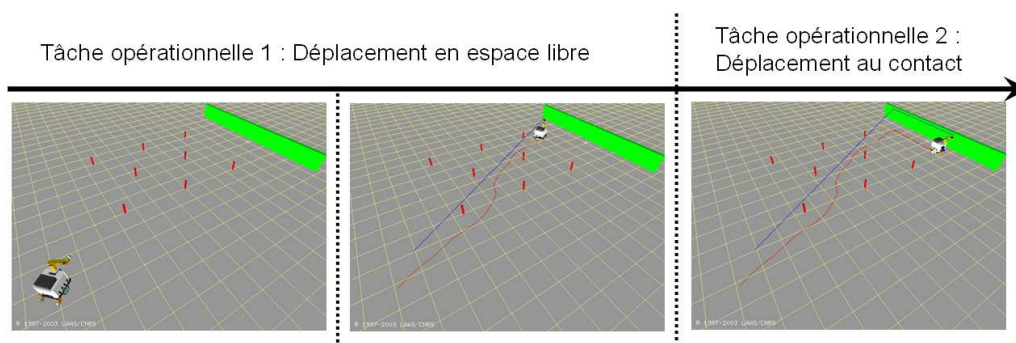 Tâche opérationnelle 1 : Déplacement en espace libre
Tâche opérationnelle 2 :
Déplacement au contact
© 1997-2003 LAAS/CNRS
© 1997-2003 LAAS/CNRS
© 1997-2003 LAAS/CNRS